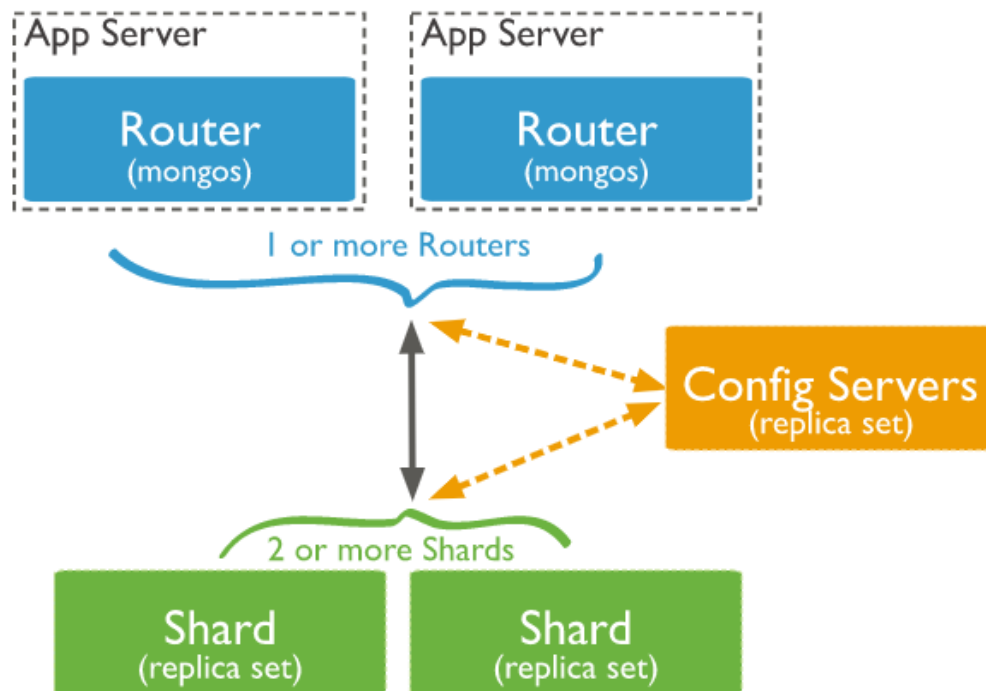 App Server
Router
(mongos)
App Server
Router
(mongos)
1 or more Routers
Config Servers
(replica set)
2 or more Shards
Shard
(replica set)
Shard
(replica set)